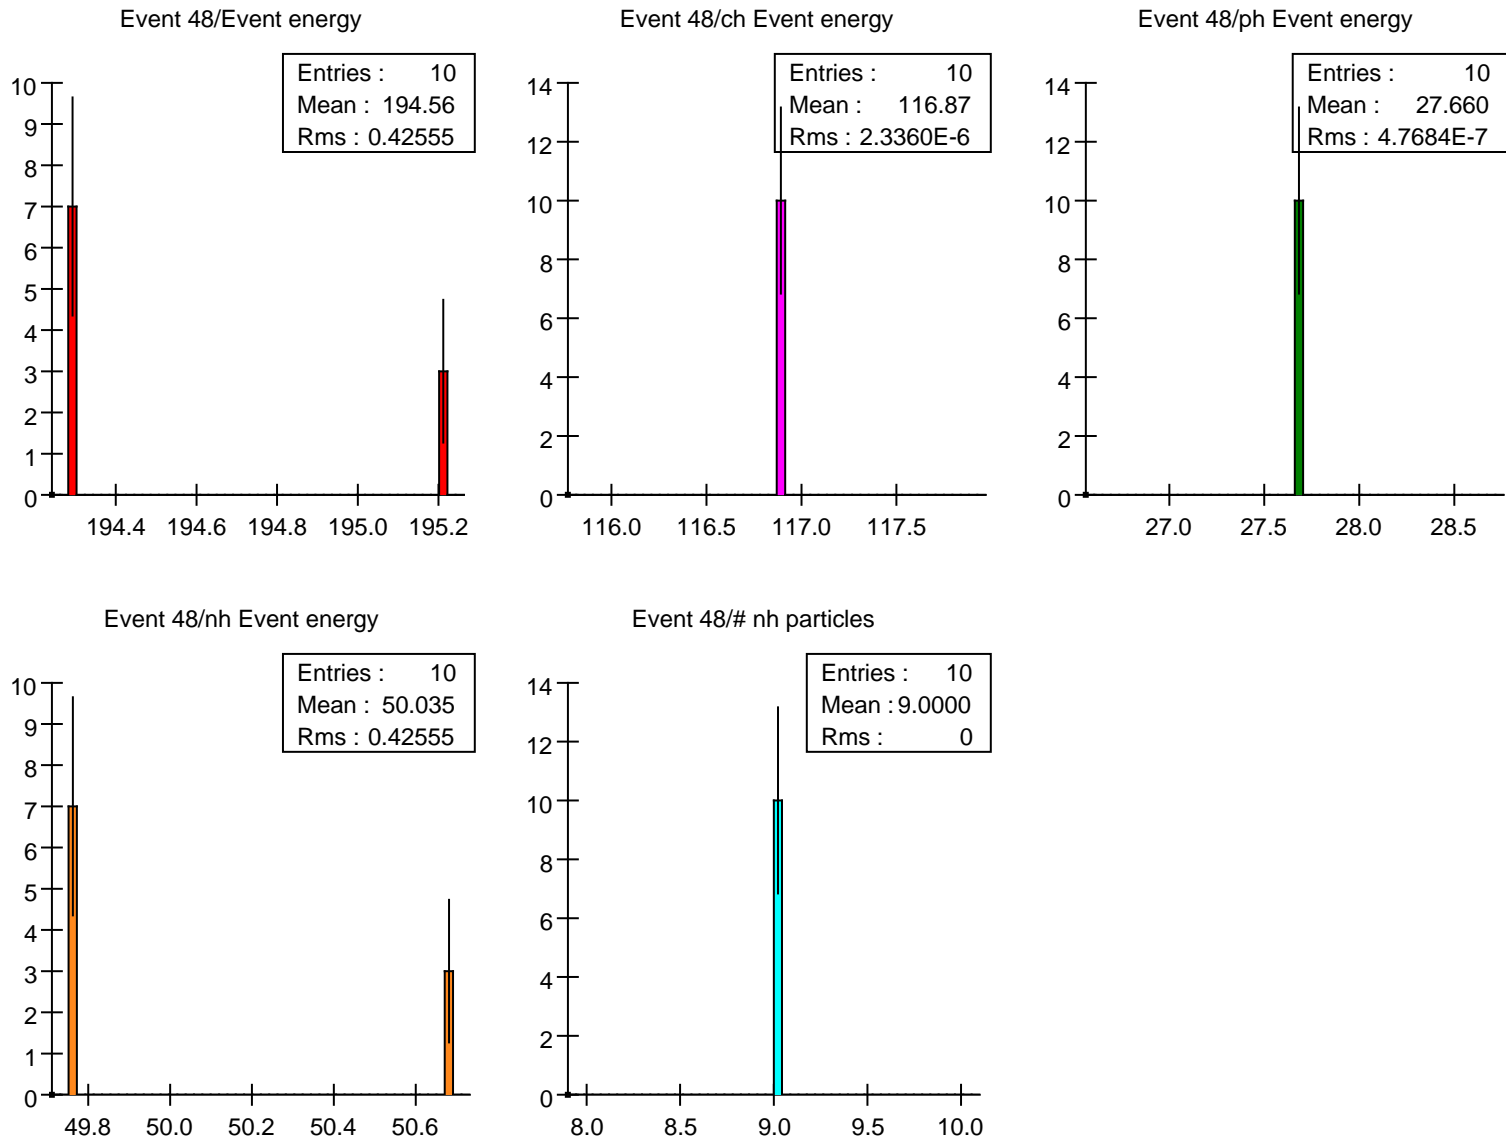 Event 48/Event energy
Entries : 10
Mean : 194.56
Rms : 0.42555
10
9
8
7
6
5
4
3
2
1
0
194.4 194.6 194.8 195.0 195.2
Event 48/ch Event energy
Entries : 10
Mean : 116.87
Rms : 2.3360E-6
14
12
10
8
6
4
2
0
116.0 116.5 117.0 117.5
Event 48/ph Event energy
Entries : 10
Mean : 27.660
Rms : 4.7684E-7
14
12
10
8
6
4
2
0
27.0 27.5 28.0 28.5
Event 48/nh Event energy
Entries : 10
Mean : 50.035
Rms : 0.42555
10
9
8
7
6
5
4
3
2
1
0
49.8 50.0 50.2 50.4 50.6
Event 48/# nh particles
Entries : 10
Mean : 9.0000
Rms : 0
14
12
10
8
6
4
2
0
8.0 8.5 9.0 9.5 10.0